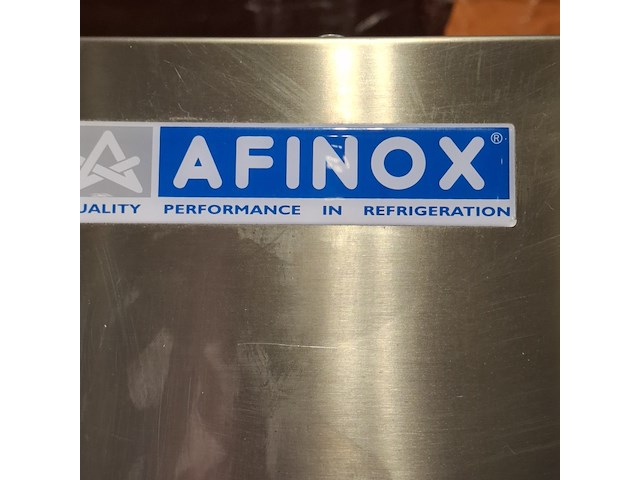 AFINOX®
UALITY PERFORMANCE IN REFRIGERATION